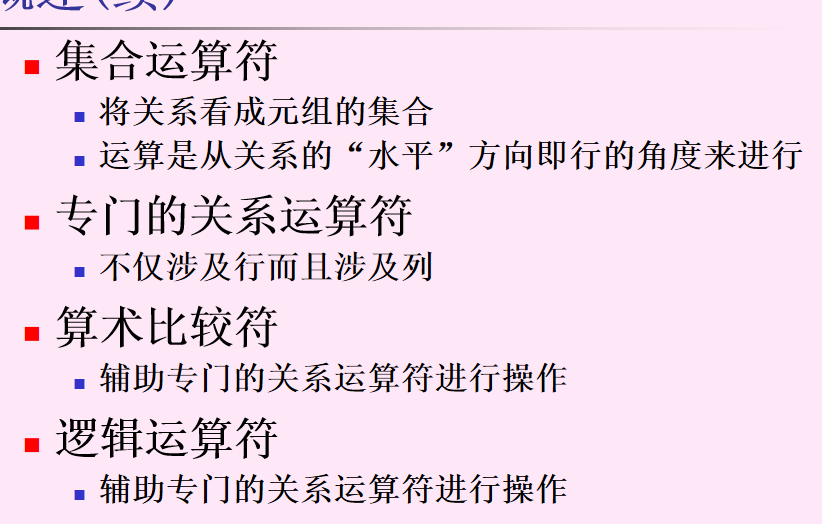 集合运算符
将关系看成元组的集合
运算是从关系的“水平”方向即行的角度来进行
专门的关系运算符
不仅涉及行而且涉及列
算术比较符
辅助专门的关系运算符进行操作
逻辑运算符
辅助专门的关系运算符进行操作